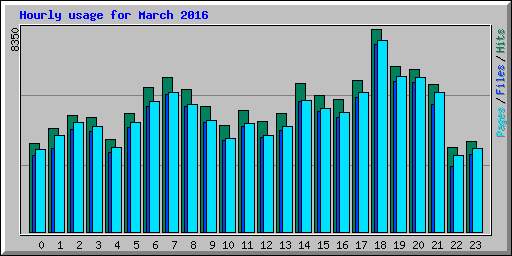 Hourly usage for March 2016
8350
Pages / Files / Hits
0 1 2 3 4 5 6 7 8 9 10 11 12 13 14 15 16 17 18 19 20 21 22 23